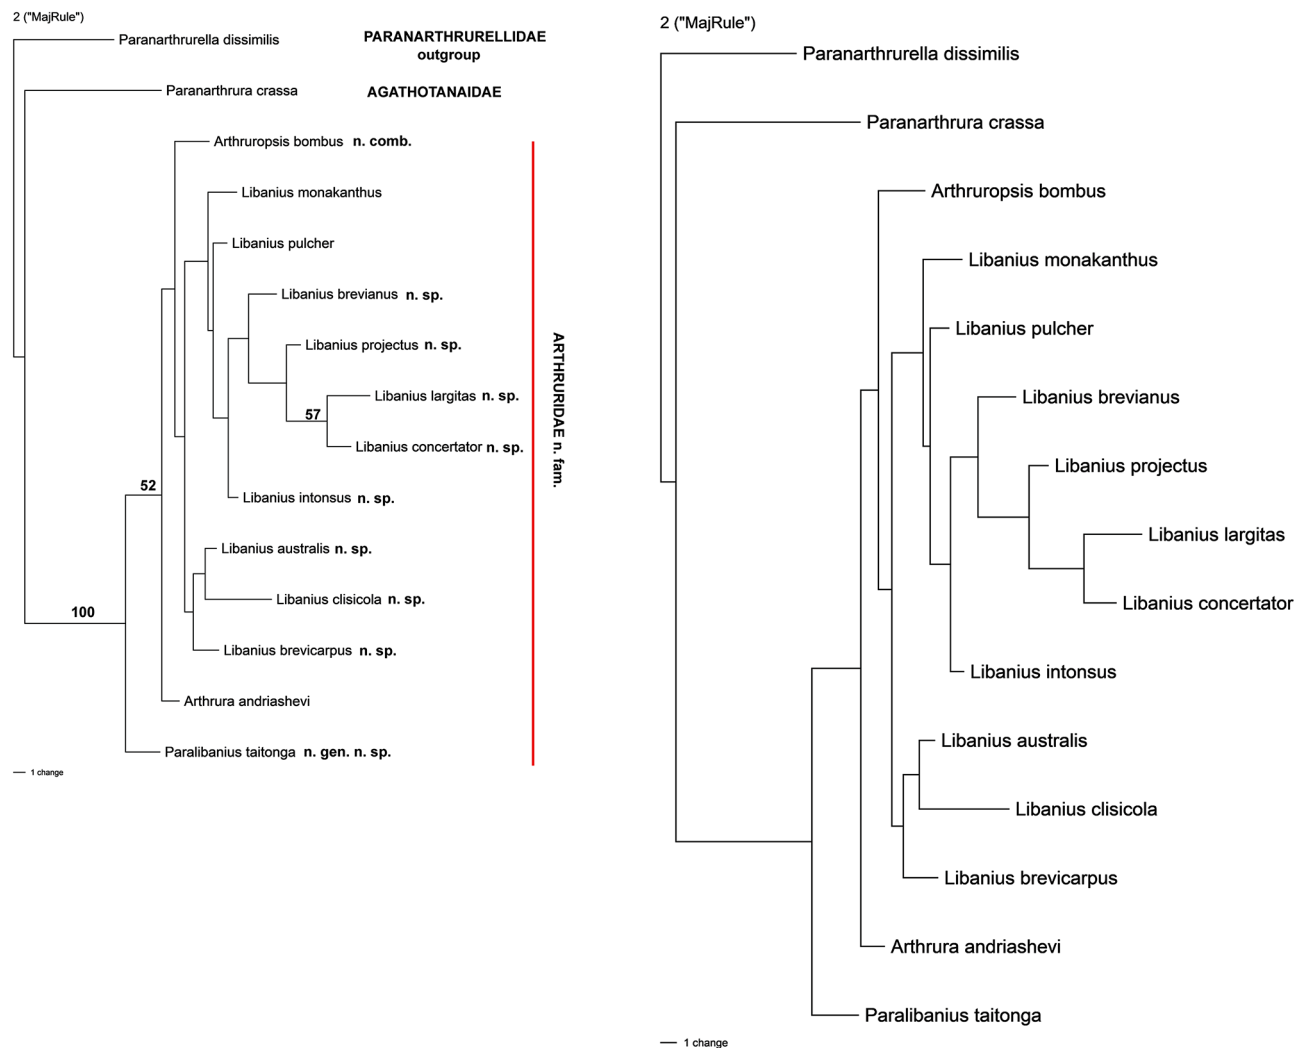 2 ("MajRule")
Paranarthrurella dissimilis
PARANARTHRURELLIDAE
outgroup
Paranarthrura crassa
AGATHOTANAIDAE
Arthruropsis bombus n. comb.
Libanius monakanthus
Libanius pulcher
Libanius brevianus n. sp.
Libanius projectus n. sp.
Libanius largitas n. sp.
57
Libanius concertator n. sp.
52
Libanius intonsus n. sp.
Libanius australis n. sp.
Libanius clisicola n. sp.
100
Libanius brevicarpus n. sp.
Arthrura andriashevi
Paralibanius taitonga n. gen. n. sp.
1 change
ARTHRURIDAE n. fam.
2 ("MajRule")
Paranarthrurella dissimilis
Paranarthrura crassa
Arthruropsis bombus
Libanius monakanthus
Libanius pulcher
Libanius brevianus
Libanius projectus
Libanius largitas
Libanius concertator
Libanius intonsus
Libanius australis
Libanius clisicola
Libanius brevicarpus
Arthrura andriashevi
Paralibanius taitonga
1 change